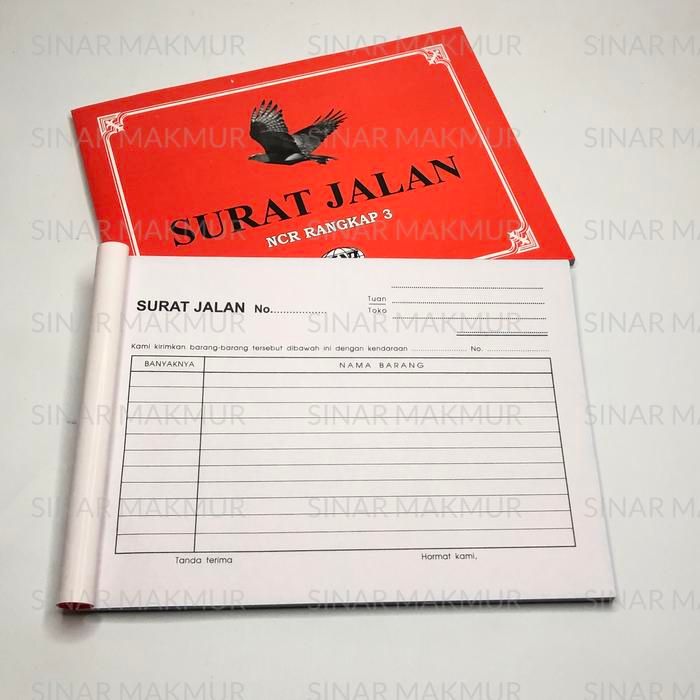 SURAT JALAN
NCR RANGKAP 3
SURAT JALAN No..................
Tuan
Toko
Kami kirimkan barang-barang tersebut dibawah ini dengan kendaraan .................. No. ..................
BANYAKNYA NAMA BARANG
Tanda terima Hormat kami,
SINAR MAKMUR